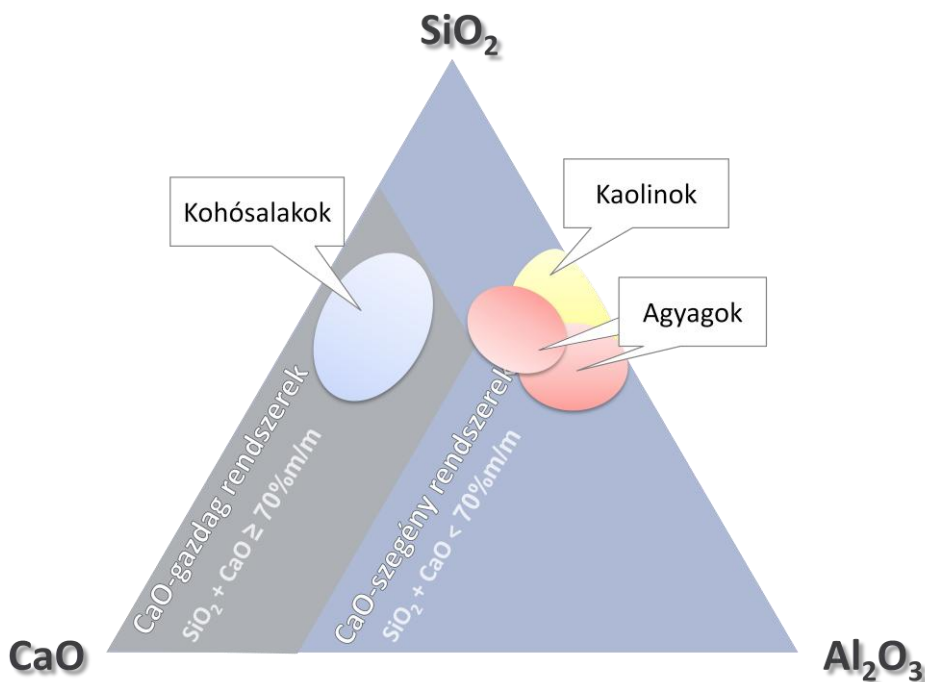 SiO₂
Kohósalakok
Kaolinok
Agyagok
CaO-gazdag rendszerek
SiO₂ + CaO ≥ 70%m/m
CaO-szegény rendszerek
SiO₂ + CaO < 70%m/m
CaO
Al₂O₃